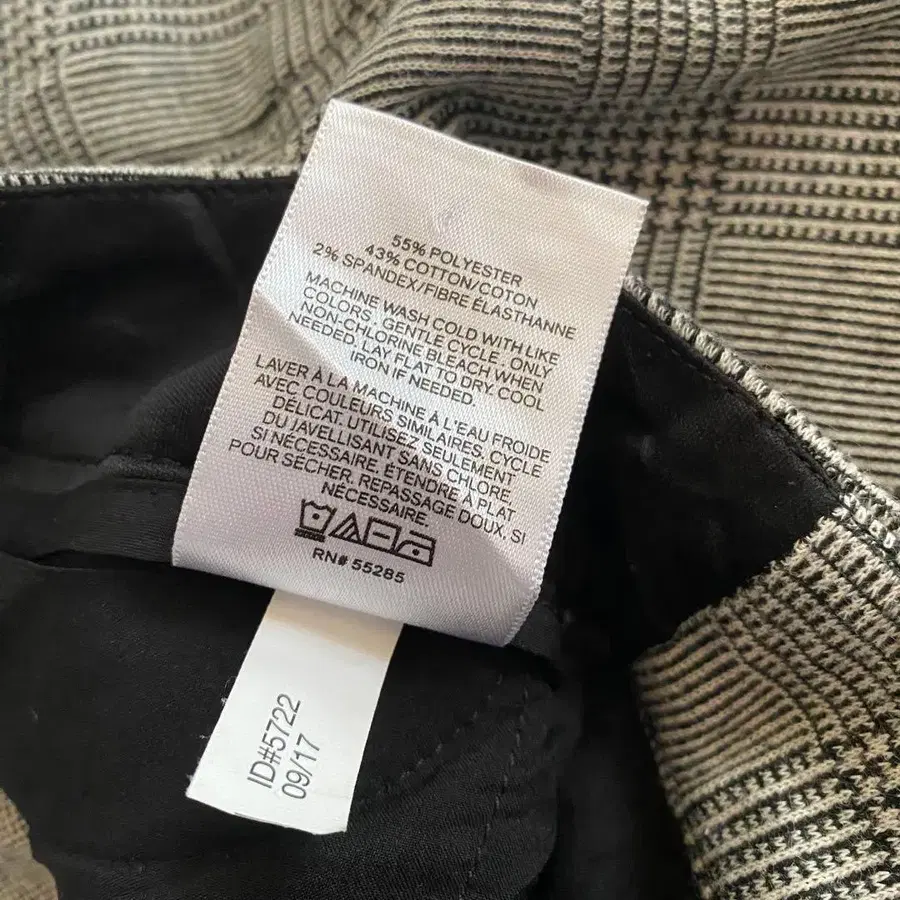 55% POLYESTER
43% COTTON/COTON
2% SPANDEX/FIBRE ÉLASTHANNE
MACHINE WASH COLD WITH LIKE
COLORS, GENTLE CYCLE. ONLY
NON-CHLORINE BLEACH WHEN
NEEDED. LAY FLAT TO DRY. COOL
IRON IF NEEDED.
LAVER À LA MACHINE À L'EAU FROIDE
AVEC COULEURS SIMILAIRES, CYCLE
DÉLICAT. UTILISEZ SEULEMENT
DU JAVELLISANT SANS CHLORE,
SI NÉCESSAIRE. ÉTENDRE À PLAT
POUR SÉCHER. REPASSAGE DOUX, SI
NÉCESSAIRE.
RN# 55285
ID#5722
09/17